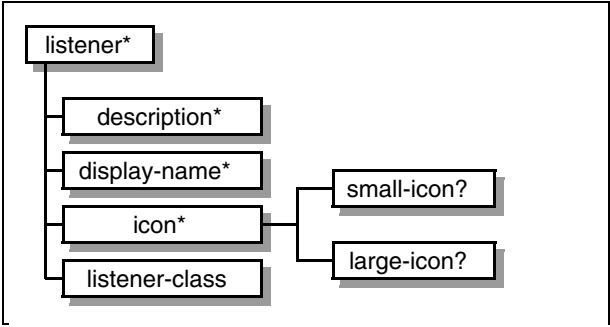 listener*
description*
display-name*
icon*
small-icon?
large-icon?
listener-class